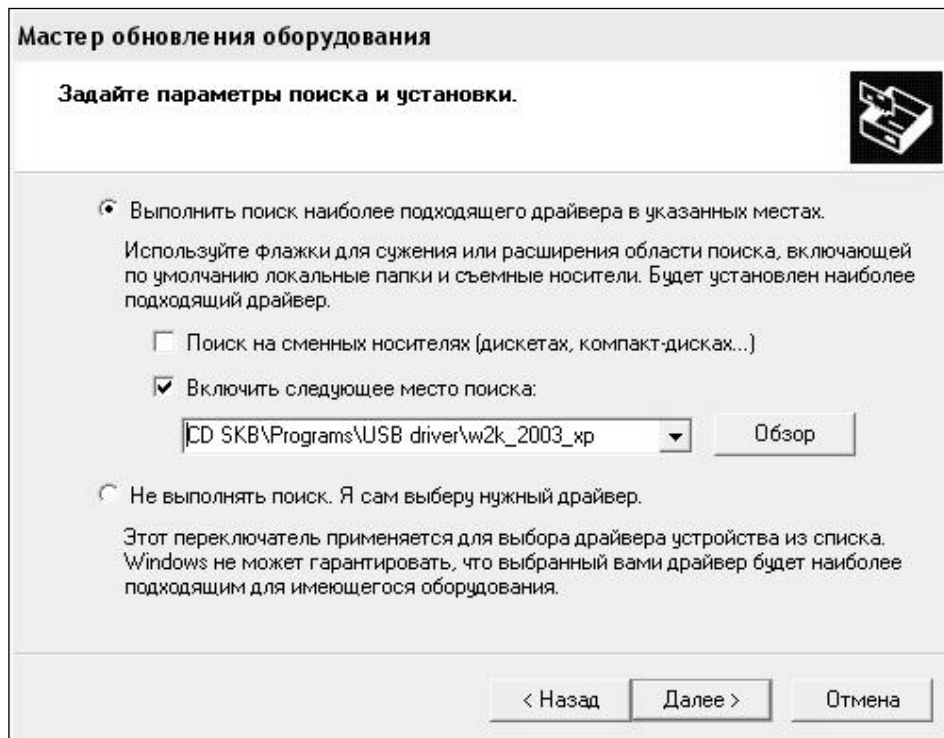 Мастер обновления оборудования
Задайте параметры поиска и установки.
Выполнить поиск наиболее подходящего драйвера в указанных местах.
Используйте флажки для сужения или расширения области поиска, включающей
по умолчанию локальные папки и съемные носители. Будет установлен наиболее
подходящий драйвер.
Поиск на сменных носителях (дискетах, компакт-дисках...)
Включить следующее место поиска:
CD SKB\Programs\USB driver\w2k_2003_xp
Обзор
Не выполнять поиск. Я сам выберу нужный драйвер.
Этот переключатель применяется для выбора драйвера устройства из списка.
Windows не может гарантировать, что выбранный вами драйвер будет наиболее
подходящим для имеющегося оборудования.
< Назад Далее > Отмена